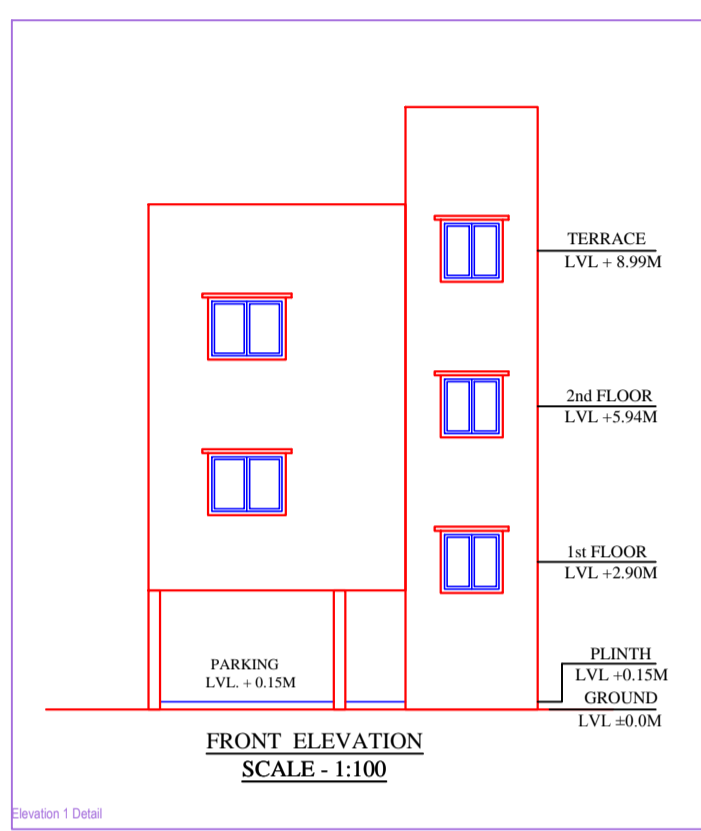 TERRACE
LVL + 8.99M
2nd FLOOR
LVL +5.94M
1st FLOOR
LVL +2.90M
PLINTH
LVL +0.15M
PARKING
LVL. + 0.15M
GROUND
LVL ±0.0M
FRONT ELEVATION
SCALE - 1:100
Elevation 1 Detail